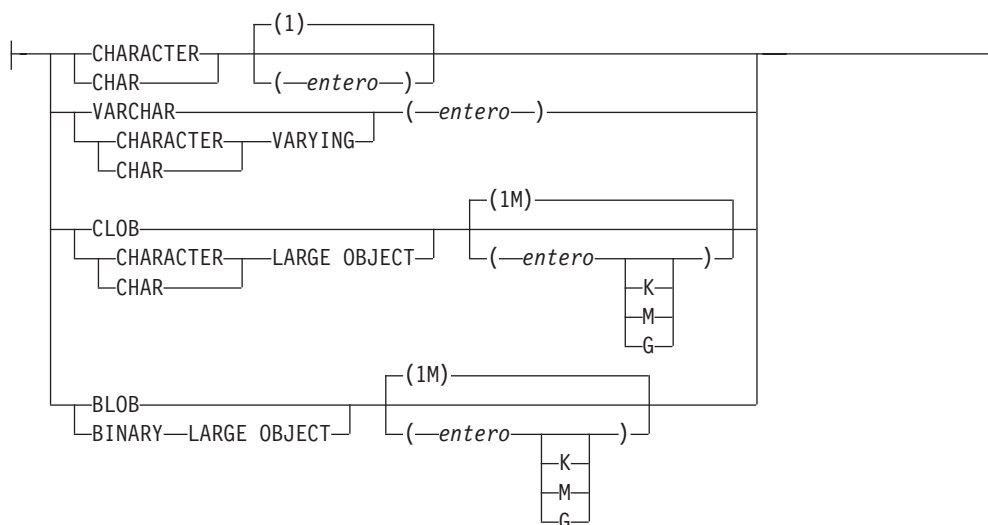 (1)
CHARACTER
CHAR ( entero )
VARCHAR ( entero )
CHARACTER VARYING
CHAR
(1M)
CLOB
CHARACTER LARGE OBJECT ( entero )
CHAR K
M
G
(1M)
BLOB
BINARY LARGE OBJECT ( entero )
K
M
G